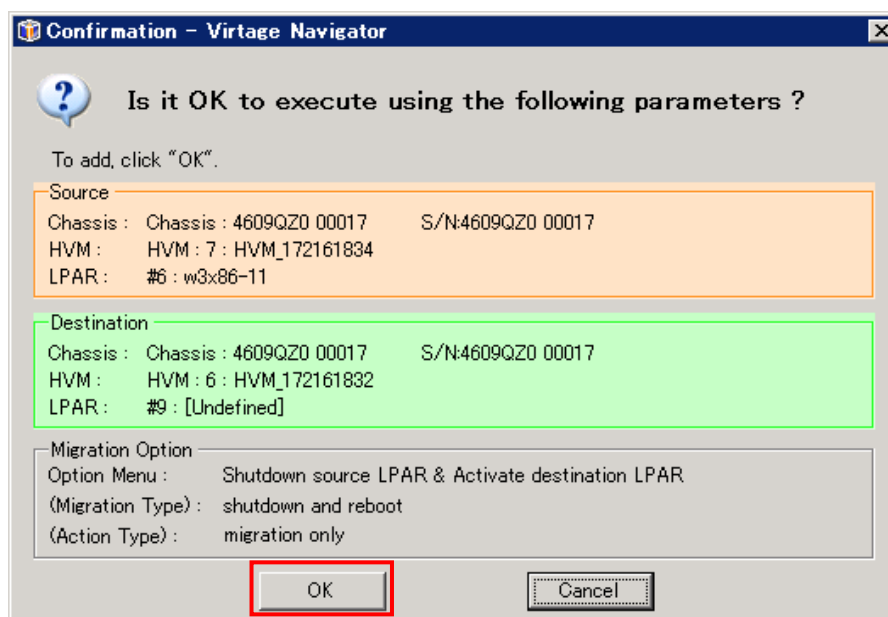 Confirmation - Virtage Navigator
Is it OK to execute using the following parameters ?
To add, click "OK".
Source
Chassis : Chassis : 4609QZ0 00017 S/N:4609QZ0 00017
HVM : HVM : 7 : HVM_172161834
LPAR : #6 : w3x86-11
Destination
Chassis : Chassis : 4609QZ0 00017 S/N:4609QZ0 00017
HVM : HVM : 6 : HVM_172161832
LPAR : #9 : [Undefined]
Migration Option
Option Menu : Shutdown source LPAR & Activate destination LPAR
(Migration Type) : shutdown and reboot
(Action Type) : migration only
OK Cancel